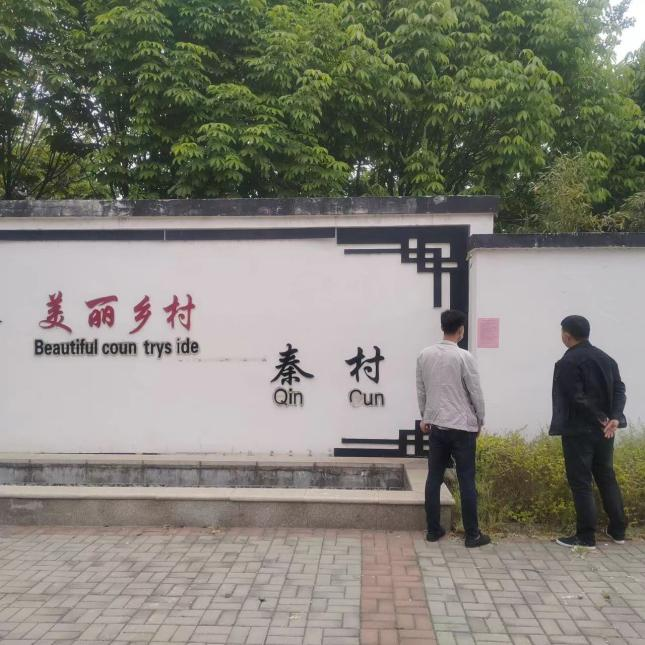 美丽乡村
Beautiful coun trys ide
秦村
Qin Cun